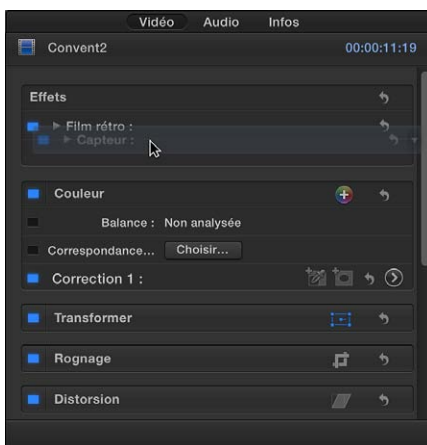 Vidéo Audio Infos
Convent2 00:00:11:19
Effets
Film rétro :
Capteur :
Couleur
Balance : Non analysée
Correspondance... Choisir...
Correction 1 :
Transformer
Rognage
Distorsion